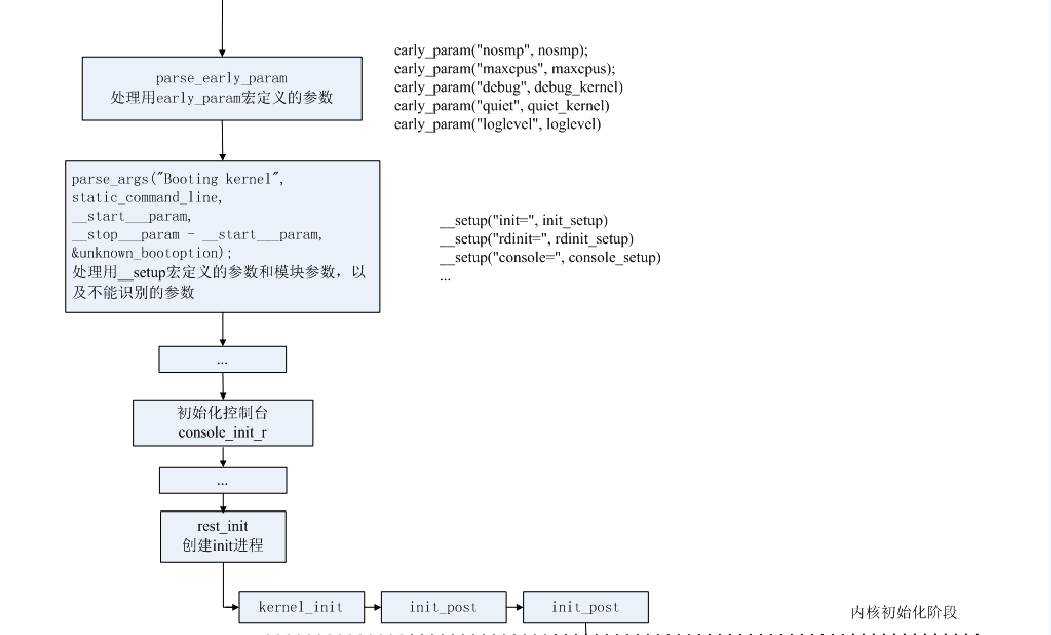 parse_early_param
处理用early_param宏定义的参数
early_param("nosmp", nosmp);
early_param("maxcpus", maxcpus);
early_param("debug", debug_kernel)
early_param("quiet", quiet_kernel)
early_param("loglevel", loglevel)
parse_args("Booting kernel",
static_command_line,
__start___param,
__stop___param - __start___param,
&unknown_bootoption);
处理用__setup宏定义的参数和模块参数，以
及不能识别的参数
__setup("init=", init_setup)
__setup("rdinit=", rdinit_setup)
__setup("console=", console_setup)
...
...
初始化控制台
console_init_r
...
rest_init
创建init进程
kernel_init
init_post
init_post
内核初始化阶段